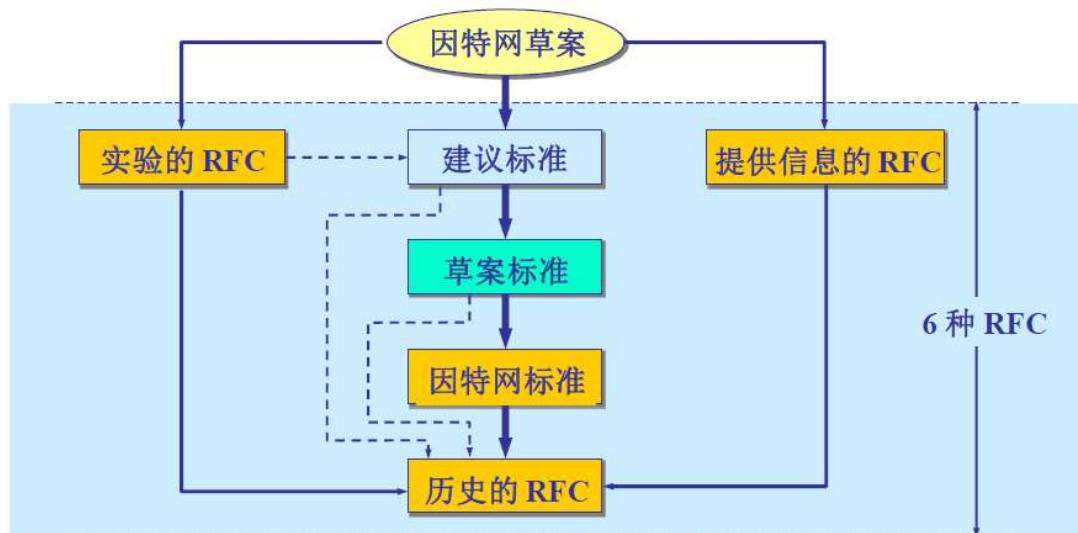 因特网草案
实验的 RFC
建议标准
提供信息的 RFC
草案标准
6 种 RFC
因特网标准
历史的 RFC